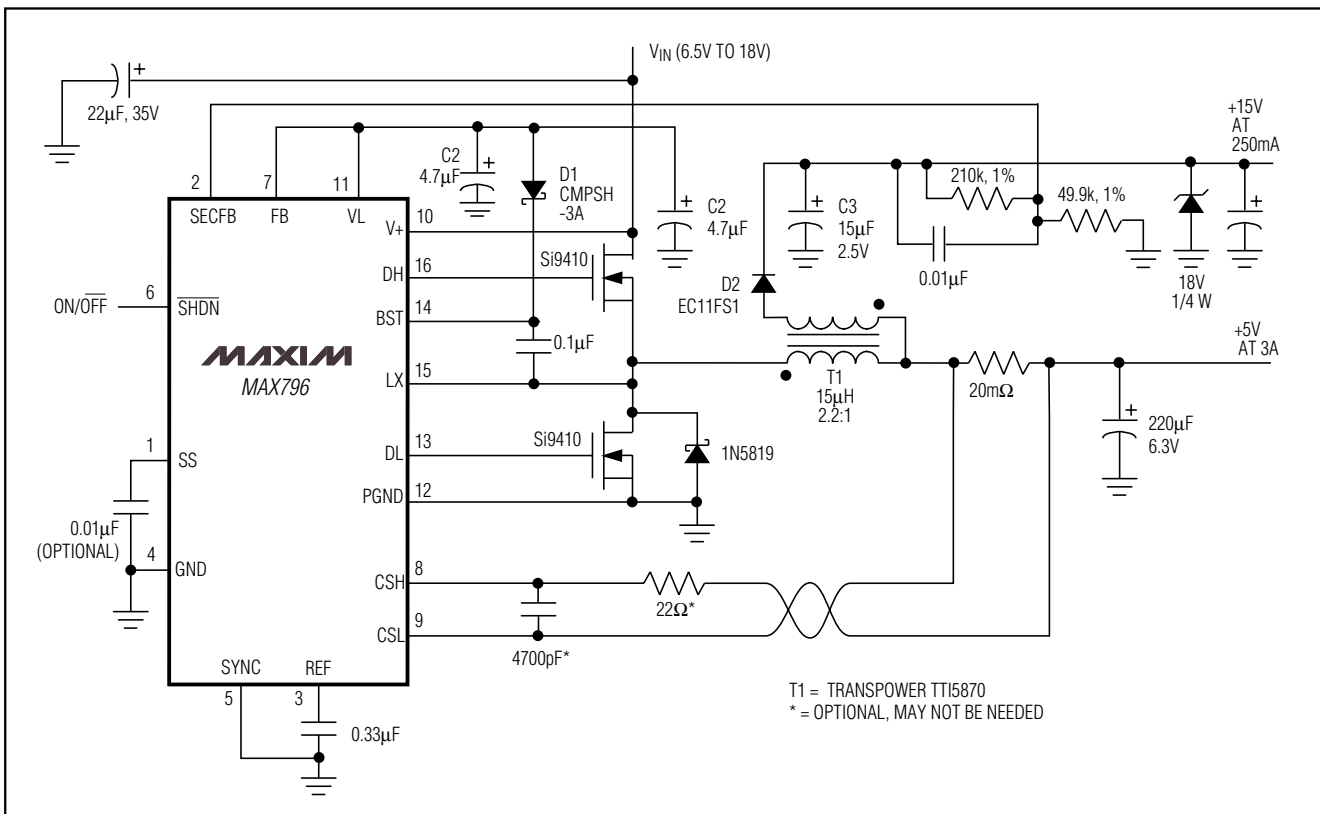 VIN (6.5V TO 18V)
22μF, 35V
+15V
AT
250mA
C2
4.7μF
D1
CMPSH
-3A
C2
4.7μF
C3
15μF
2.5V
210k, 1%
49.9k, 1%
0.01μF
18V
1/4 W
2
7
11
SECFB
FB
VL
V+
10
Si9410
DH
16
D2
EC11FS1
ON/OFF
6
SHDN
BST
14
0.1μF
MAXIM
MAX796
LX
15
T1
15μH
2.2:1
20mΩ
+5V
AT 3A
220μF
6.3V
1
SS
Si9410
DL
13
1N5819
PGND
12
0.01μF
(OPTIONAL)
4
GND
CSH
8
22Ω*
CSL
9
4700pF*
SYNC
REF
5
3
0.33μF
T1 = TRANSPOWER TTI5870
* = OPTIONAL, MAY NOT BE NEEDED